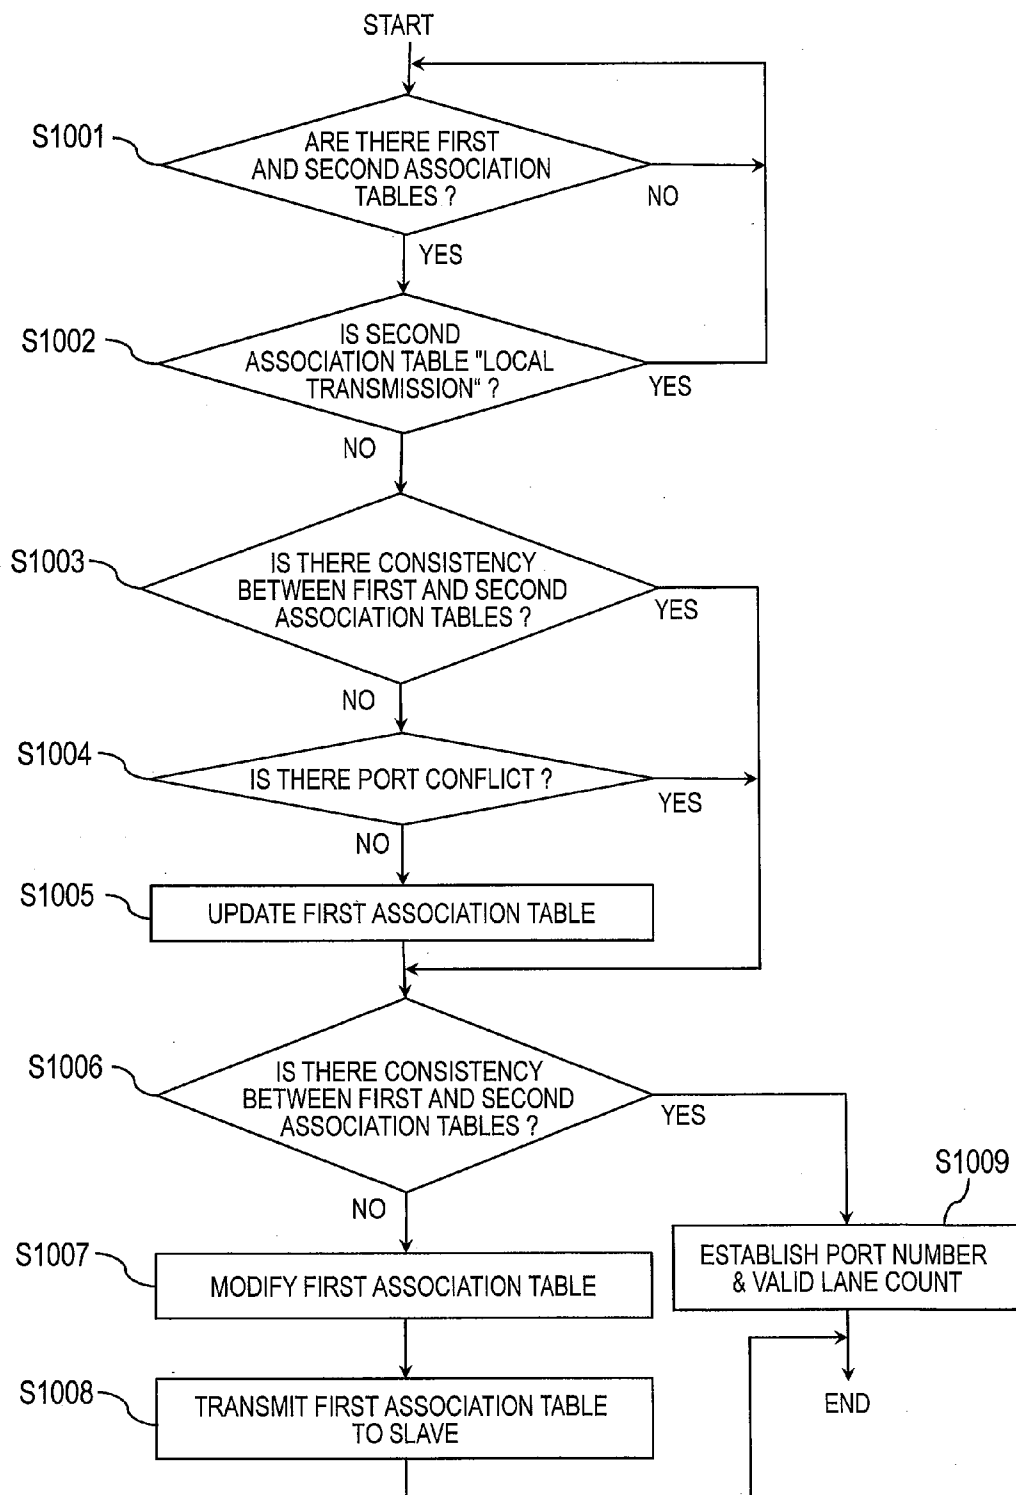 START
S1001
ARE THERE FIRST
AND SECOND ASSOCIATION
TABLES ?
NO
YES
S1002
IS SECOND
ASSOCIATION TABLE "LOCAL
TRANSMISSION" ?
YES
NO
S1003
IS THERE CONSISTENCY
BETWEEN FIRST AND SECOND
ASSOCIATION TABLES ?
YES
NO
S1004
IS THERE PORT CONFLICT ?
YES
NO
S1005
UPDATE FIRST ASSOCIATION TABLE
S1006
IS THERE CONSISTENCY
BETWEEN FIRST AND SECOND
ASSOCIATION TABLES ?
YES
NO
S1009
ESTABLISH PORT NUMBER
& VALID LANE COUNT
S1007
MODIFY FIRST ASSOCIATION TABLE
S1008
TRANSMIT FIRST ASSOCIATION TABLE
TO SLAVE
END